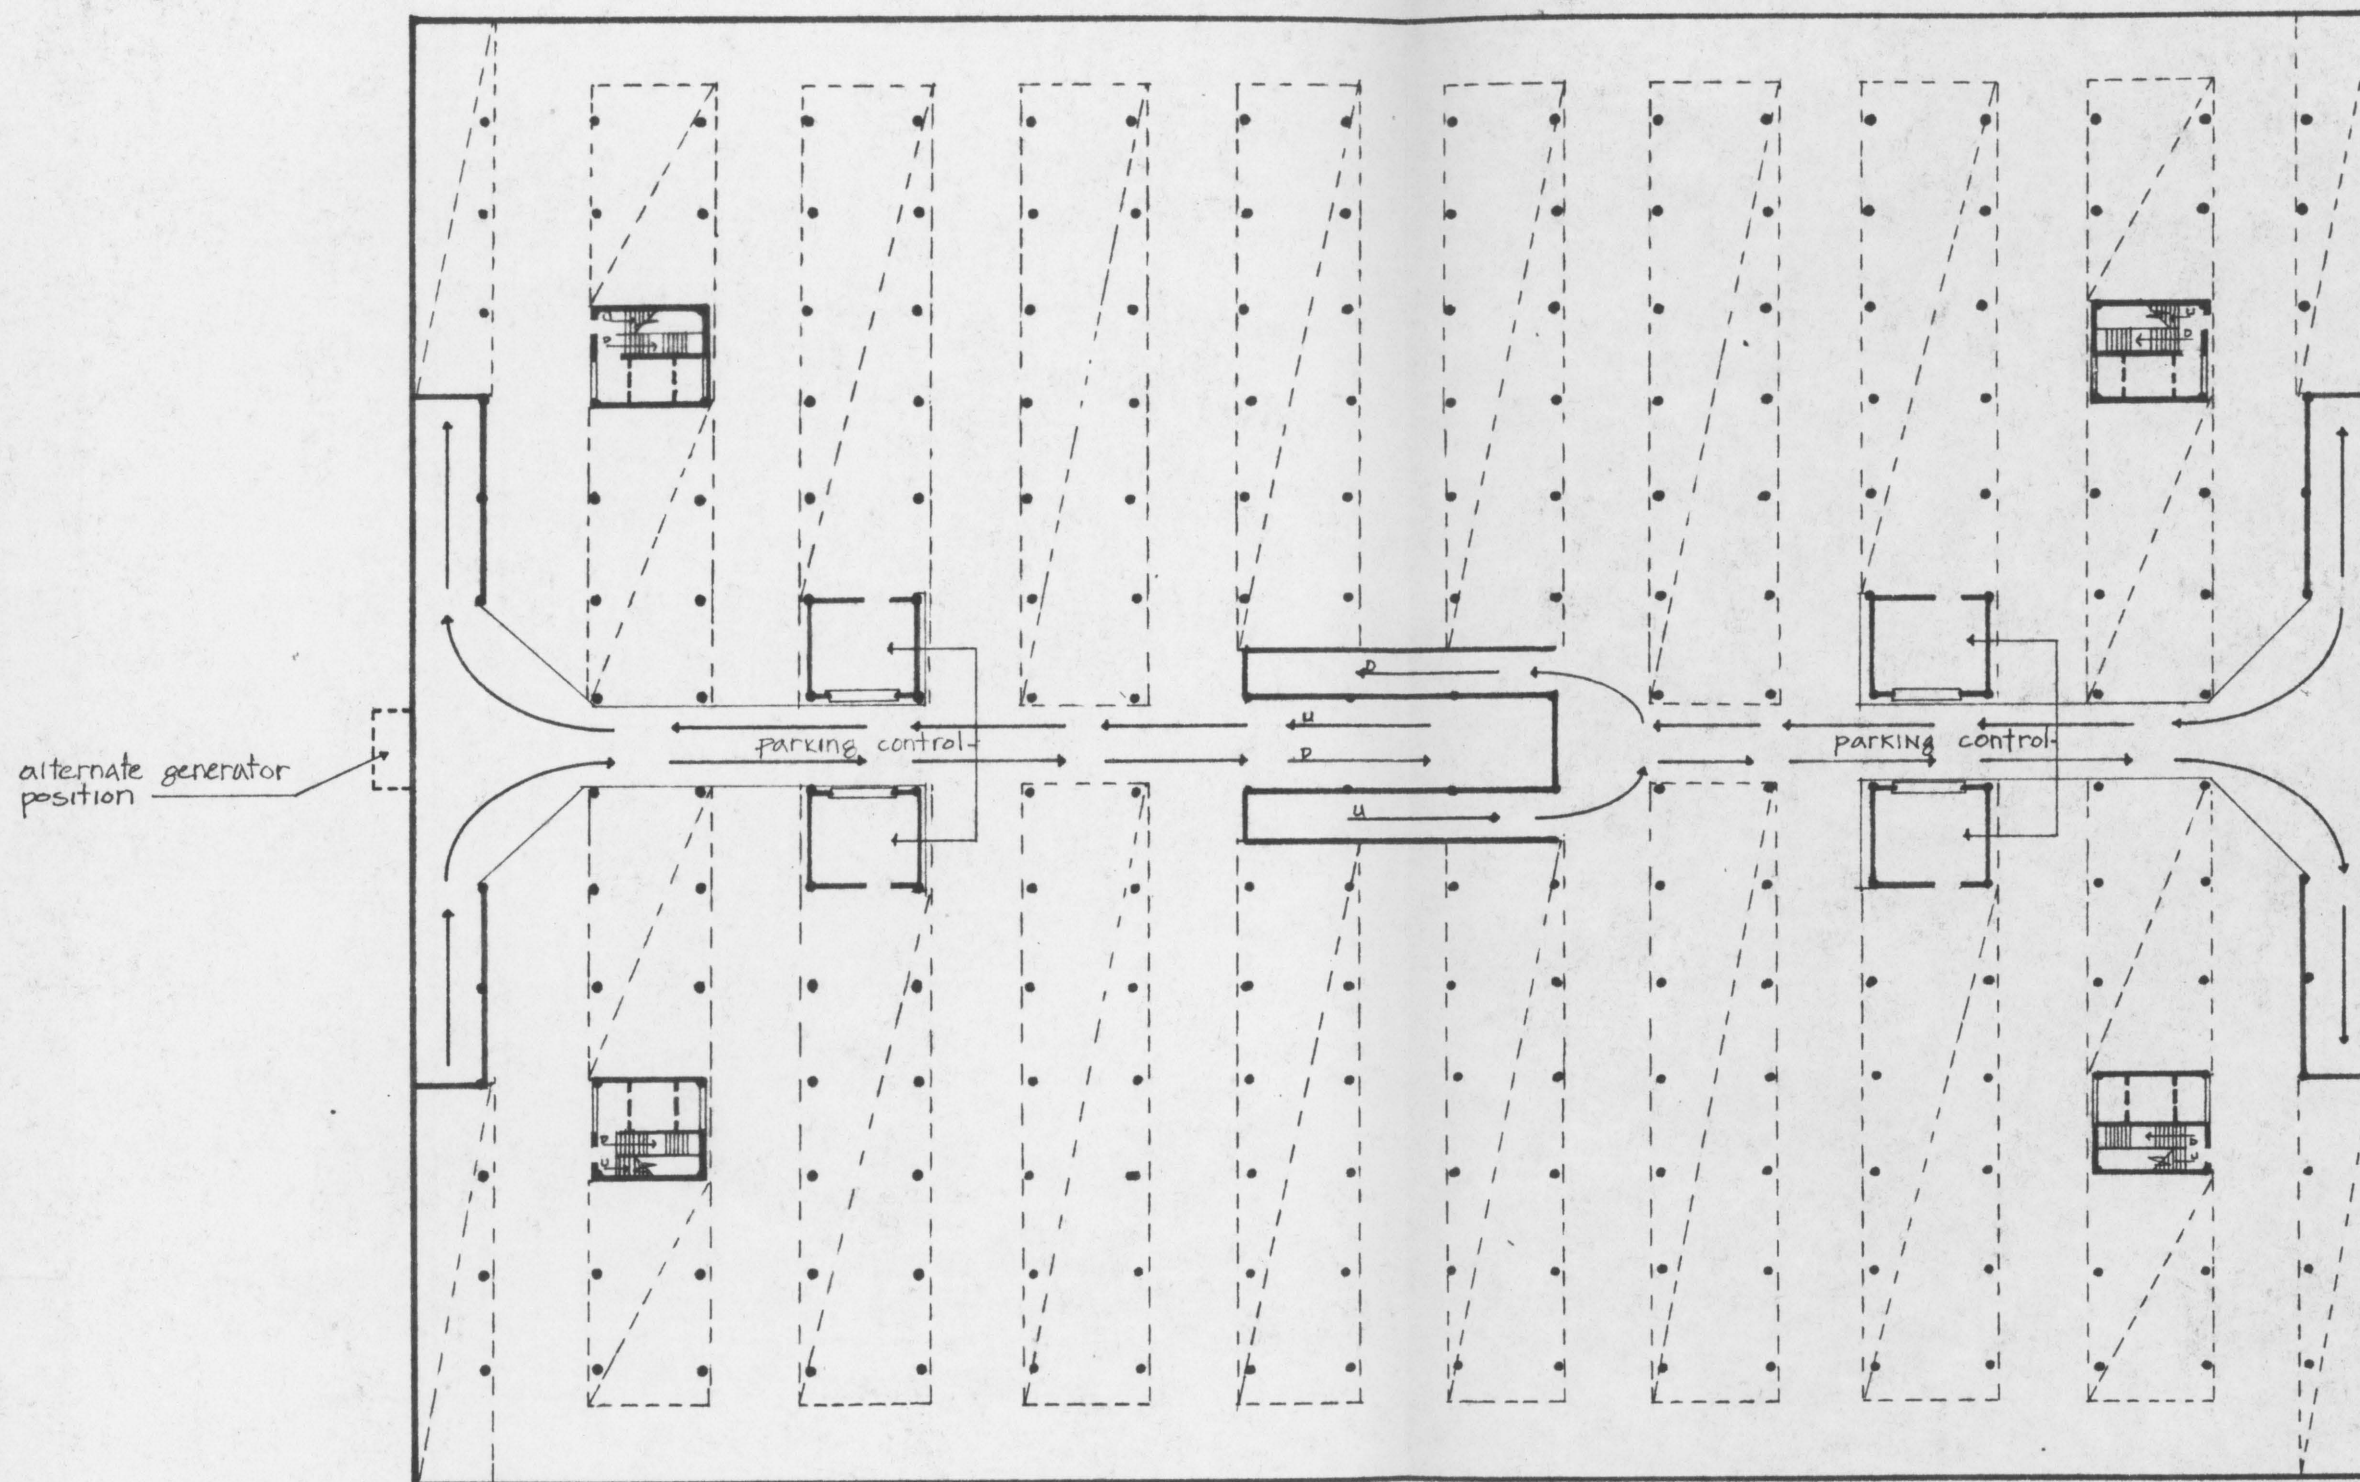 U
D
U
D
D
U
parking control
D
parking control
alternate generator
position
U
D
U
D
U
D
U